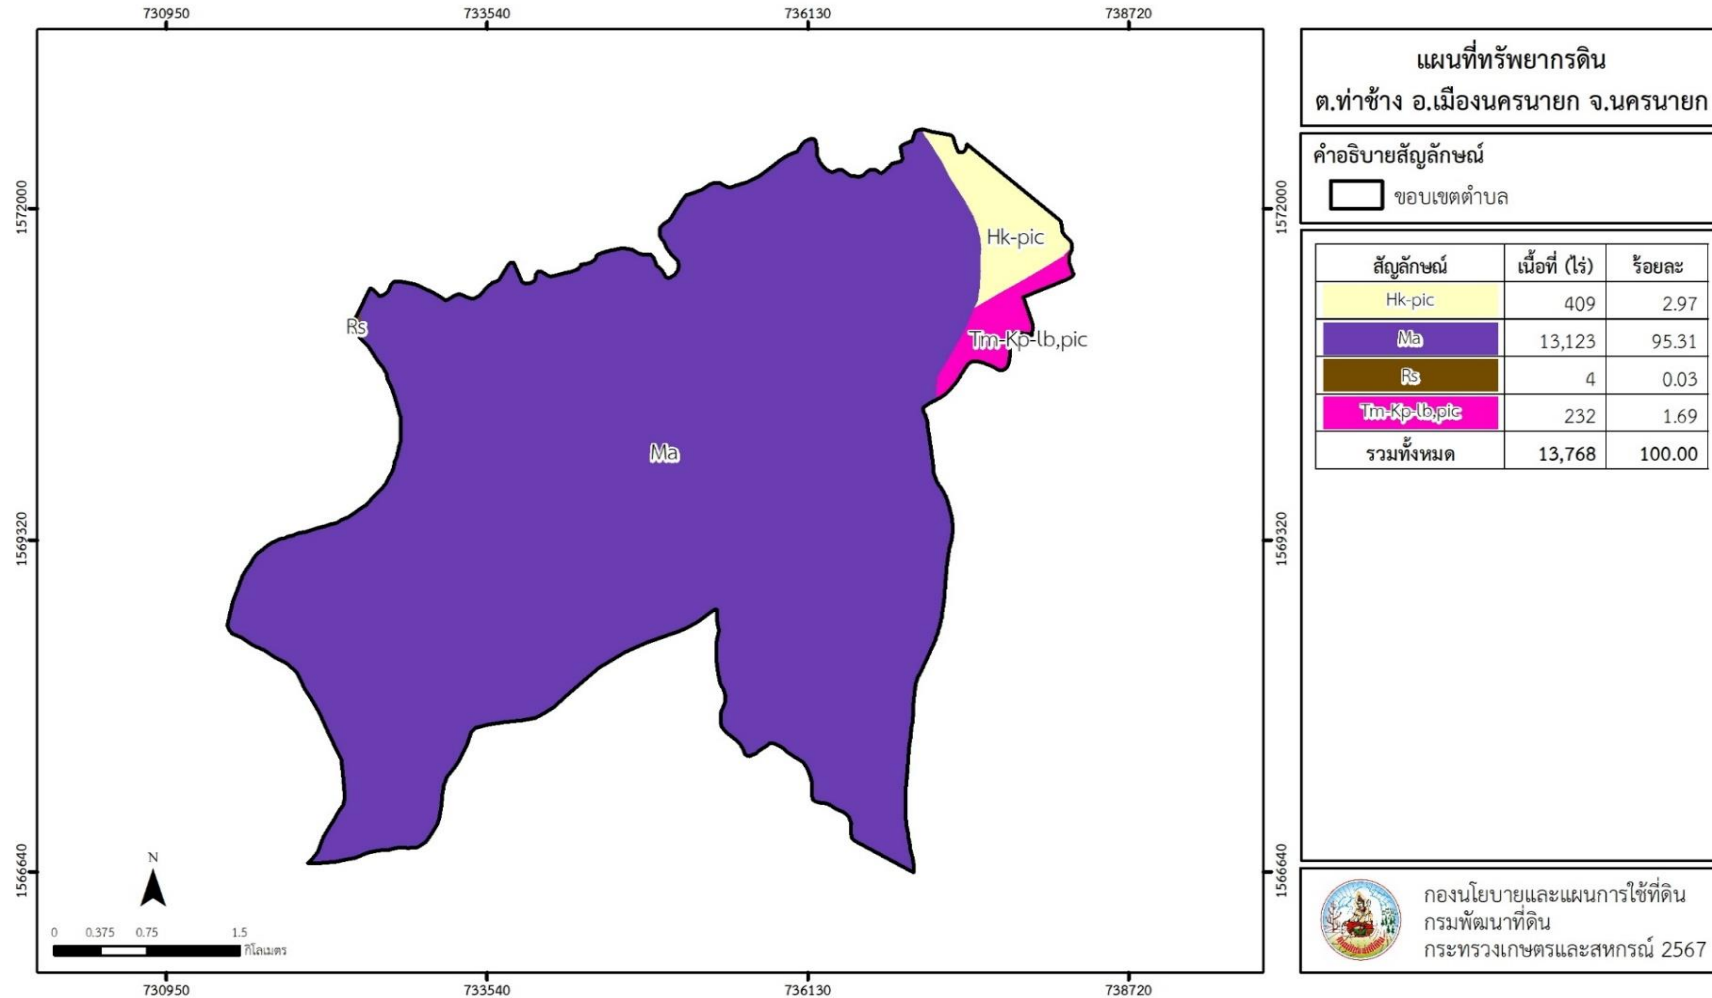 730950 733540 736130 738720
แผนที่ทรัพยากรดิน
ต.ท่าช้าง อ.เมืองนครนายก จ.นครนายก
คำอธิบายสัญลักษณ์
ขอบเขตตำบล
1572000 1572000
Hk-pic
Rs
Tm-Kp-lb,pic
Ma
สัญลักษณ์ เนื้อที่ (ไร่) ร้อยละ
Hk-pic 409 2.97
Ma 13,123 95.31
Rs 4 0.03
Tm-Kp-lb,pic 232 1.69
รวมทั้งหมด 13,768 100.00
1569320 1569320
1566640 1566640
N
0 0.375 0.75 1.5
กิโลเมตร
730950 733540 736130 738720
กองนโยบายและแผนการใช้ที่ดิน
กรมพัฒนาที่ดิน
กระทรวงเกษตรและสหกรณ์ 2567